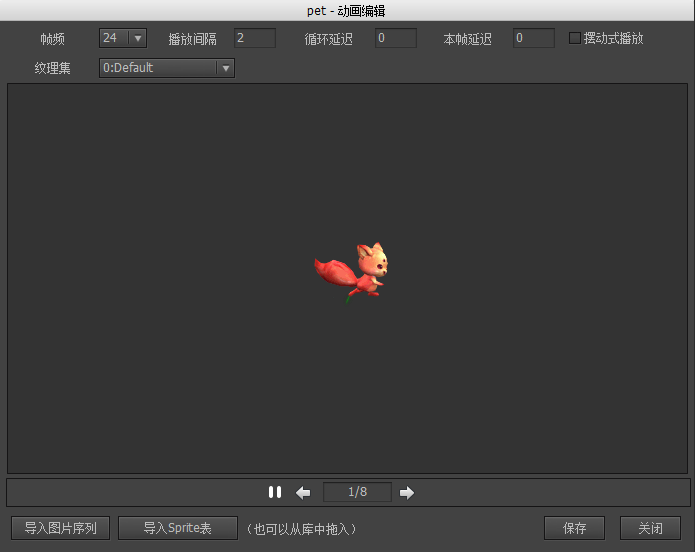 pet - 动画编辑
帧频 24 播放间隔 2 循环延迟 0 本帧延迟 0 摆动式播放
纹理集 0:Default
1/8
导入图片序列 导入Sprite表 (也可以从库中拖入) 保存 关闭